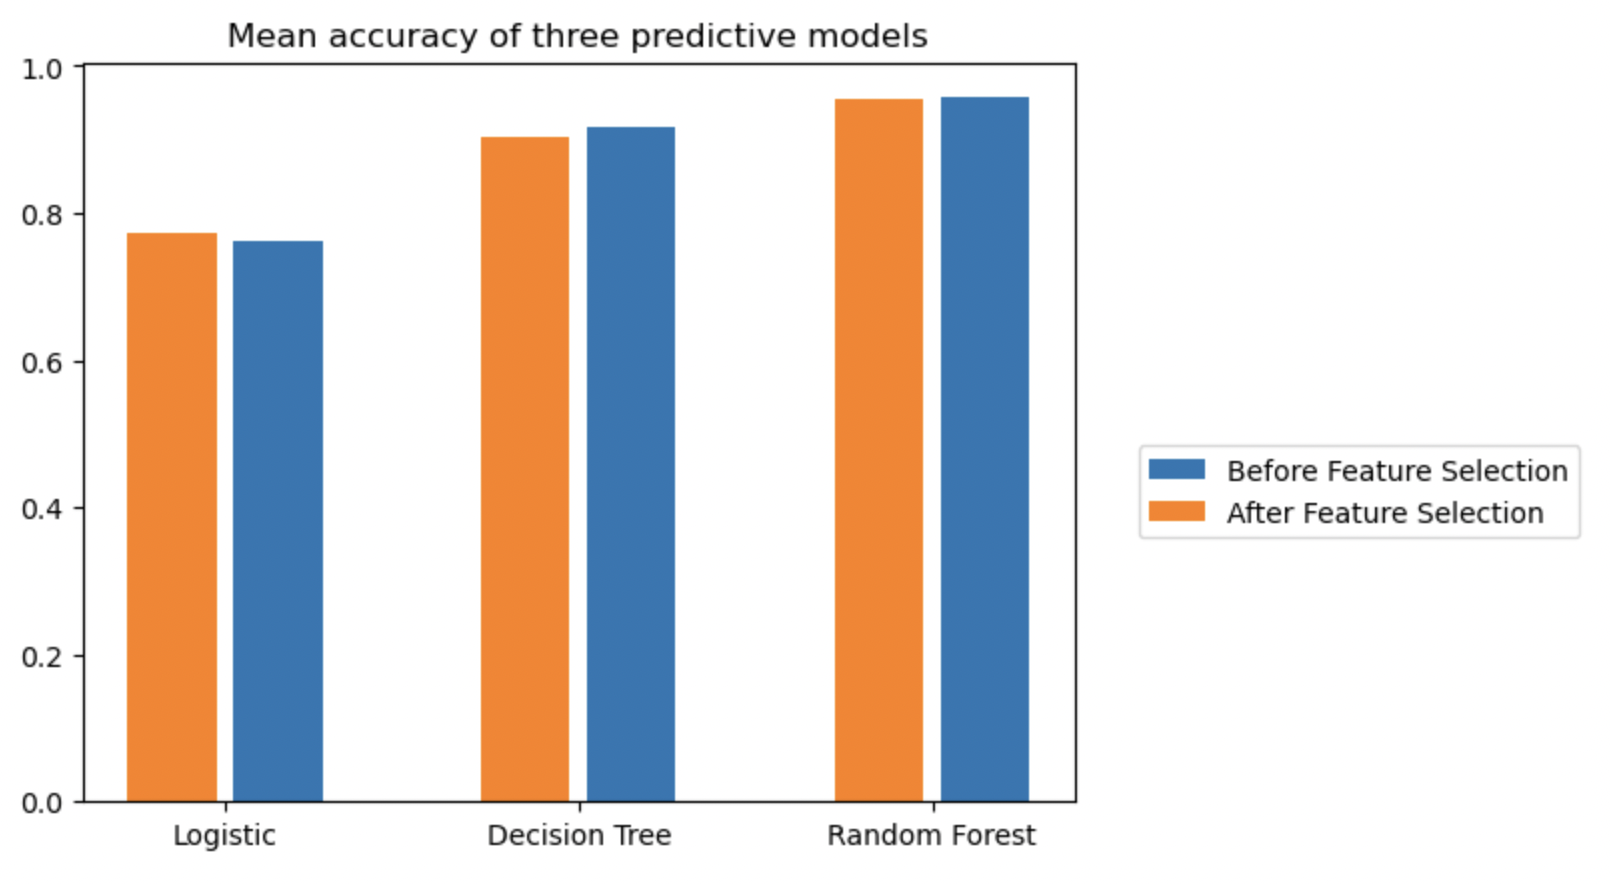 Mean accuracy of three predictive models
1.0
0.8
0.6
0.4
0.2
0.0
Logistic
Decision Tree
Random Forest
Before Feature Selection
After Feature Selection